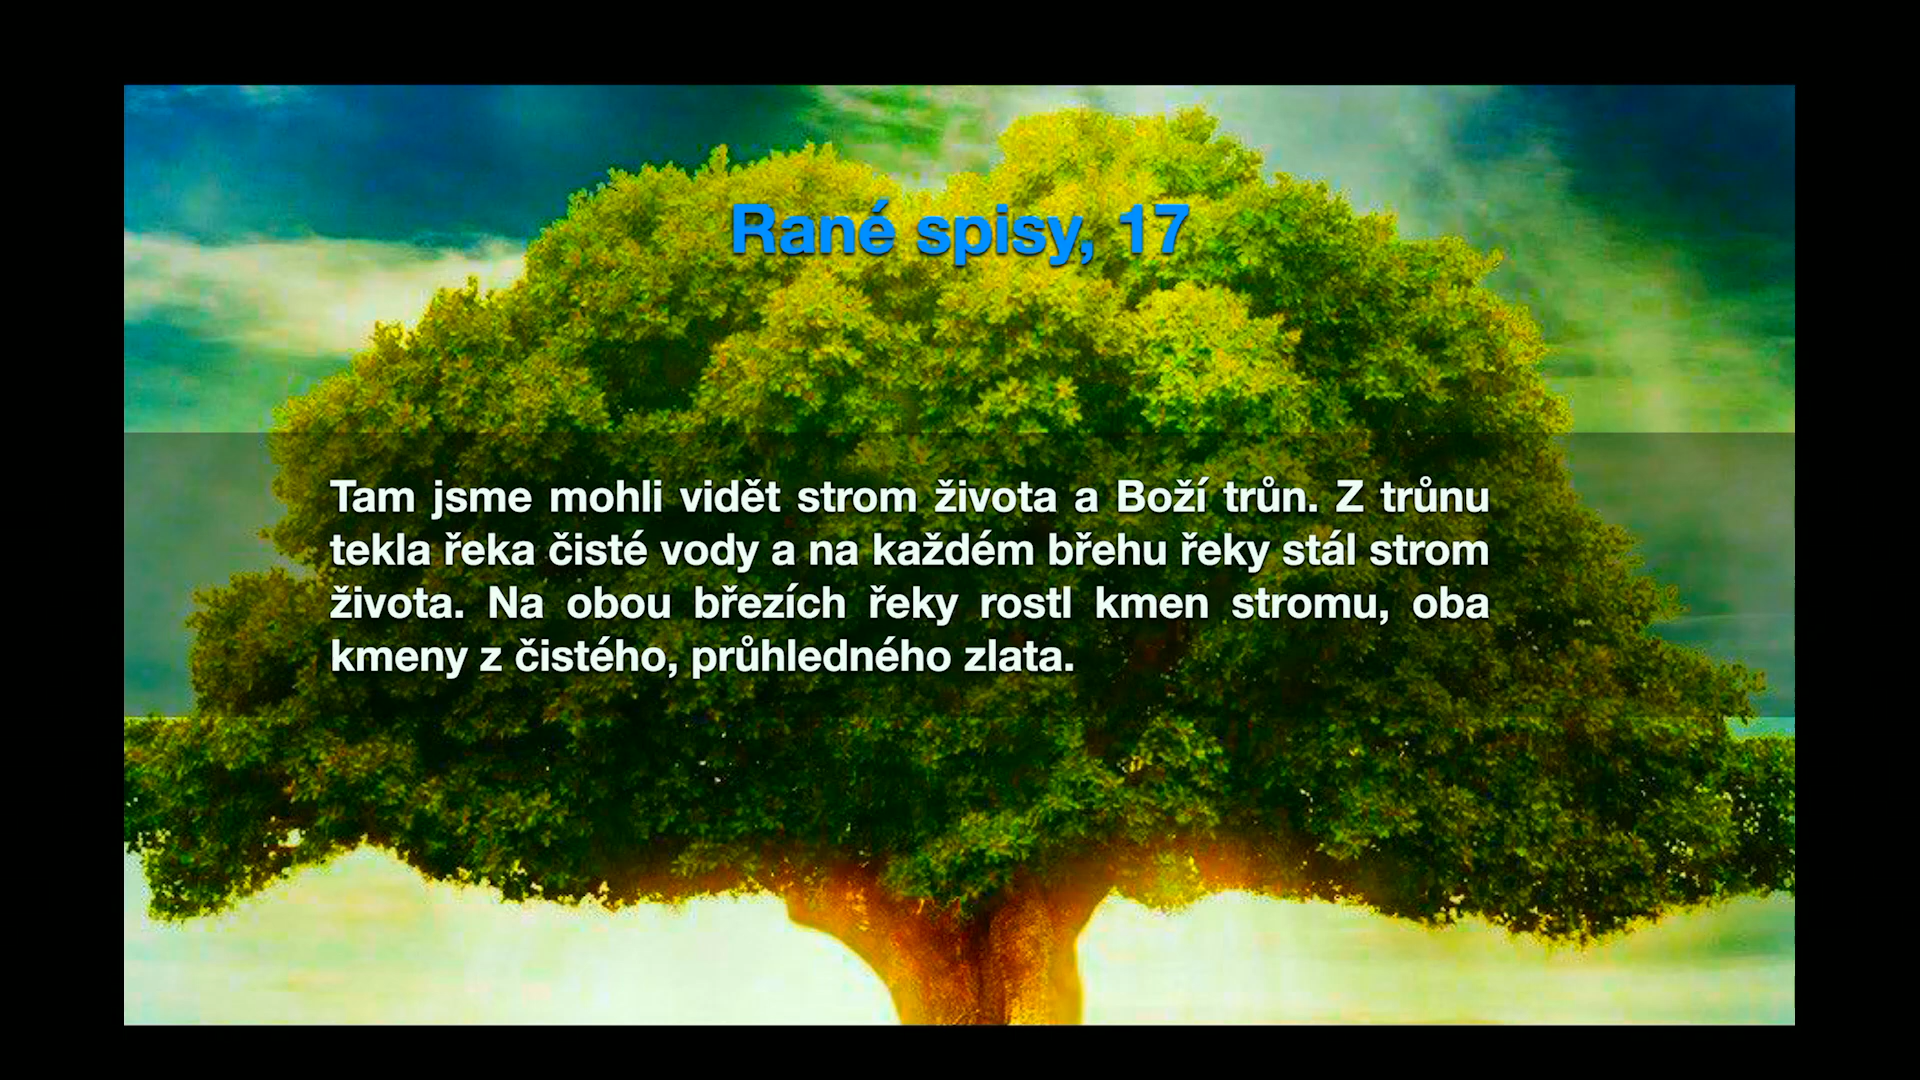 Rané spisy, 17
Tam jsme mohli vidět strom života a Boží trůn. Z trůnu
tekla řeka čisté vody a na každém břehu řeky stál strom
života. Na obou březích řeky rostl kmen stromu, oba
kmeny z čistého, průhledného zlata.